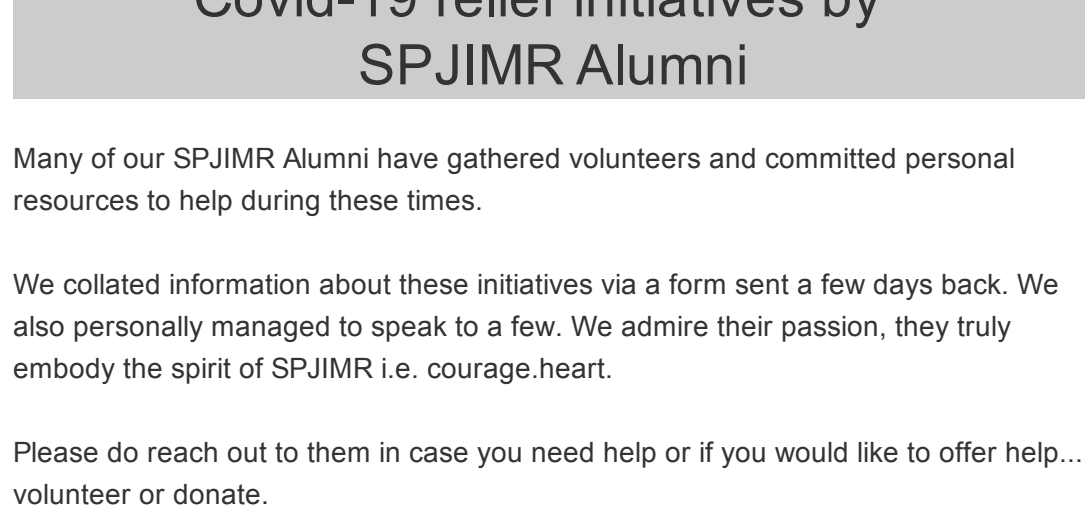 Covid-19 relief initiatives by
SPJIMR Alumni
Many of our SPJIMR Alumni have gathered volunteers and committed personal
resources to help during these times.
We collated information about these initiatives via a form sent a few days back. We
also personally managed to speak to a few. We admire their passion, they truly
embody the spirit of SPJIMR i.e. courage.heart.
Please do reach out to them in case you need help or if you would like to offer help...
volunteer or donate.